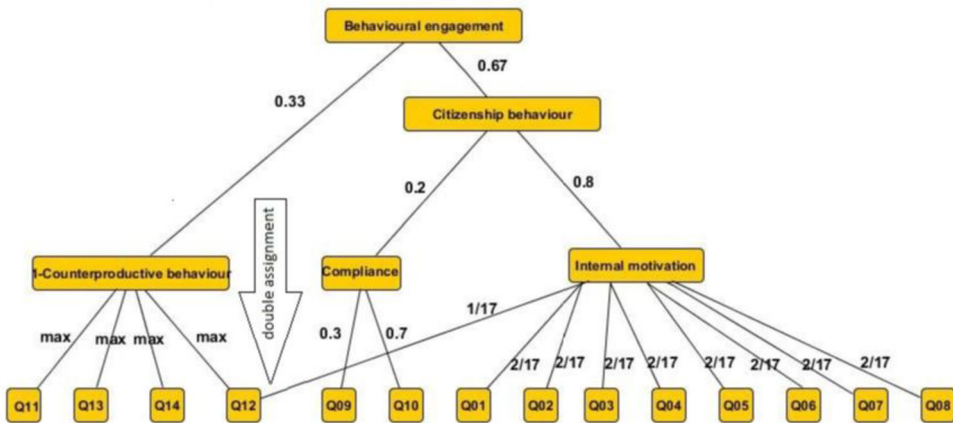 Behavioural engagement
0.67
0.33
Citizenship behaviour
0.2
0.8
double assignment
1-Counterproductive behaviour
Compliance
Internal motivation
max
max
max
max
0.3
0.7
1/17
2/17
2/17
2/17
2/17
2/17
2/17
2/17
2/17
Q11
Q13
Q14
Q12
Q09
Q10
Q01
Q02
Q03
Q04
Q05
Q06
Q07
Q08